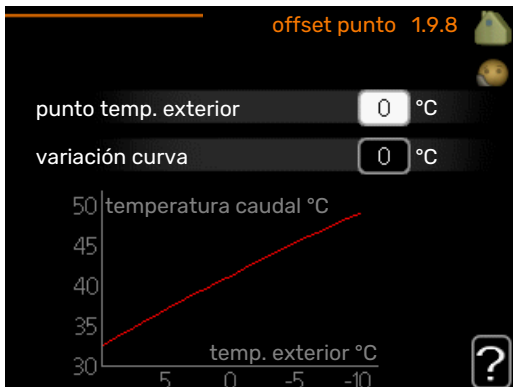 offset punto 1.9.8
punto temp. exterior 0 °C
variación curva 0 °C
temperatura caudal °C
50
45
40
35
30
temp. exterior °C
5 0 -5 -10
?